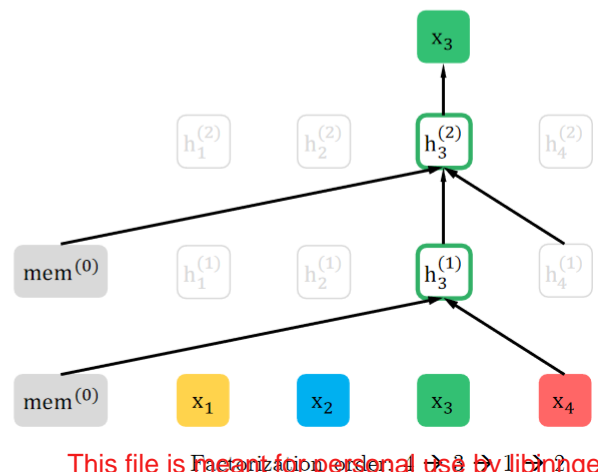 x₃
h₁⁽²⁾ h₂⁽²⁾ h₃⁽²⁾ h₄⁽²⁾
mem⁽⁰⁾ h₁⁽¹⁾ h₂⁽¹⁾ h₃⁽¹⁾ h₄⁽¹⁾
mem⁽⁰⁾ x₁ x₂ x₃ x₄
Factorization order: 4 → 3 → 1 → 2
This file is meant for personal use by libinge